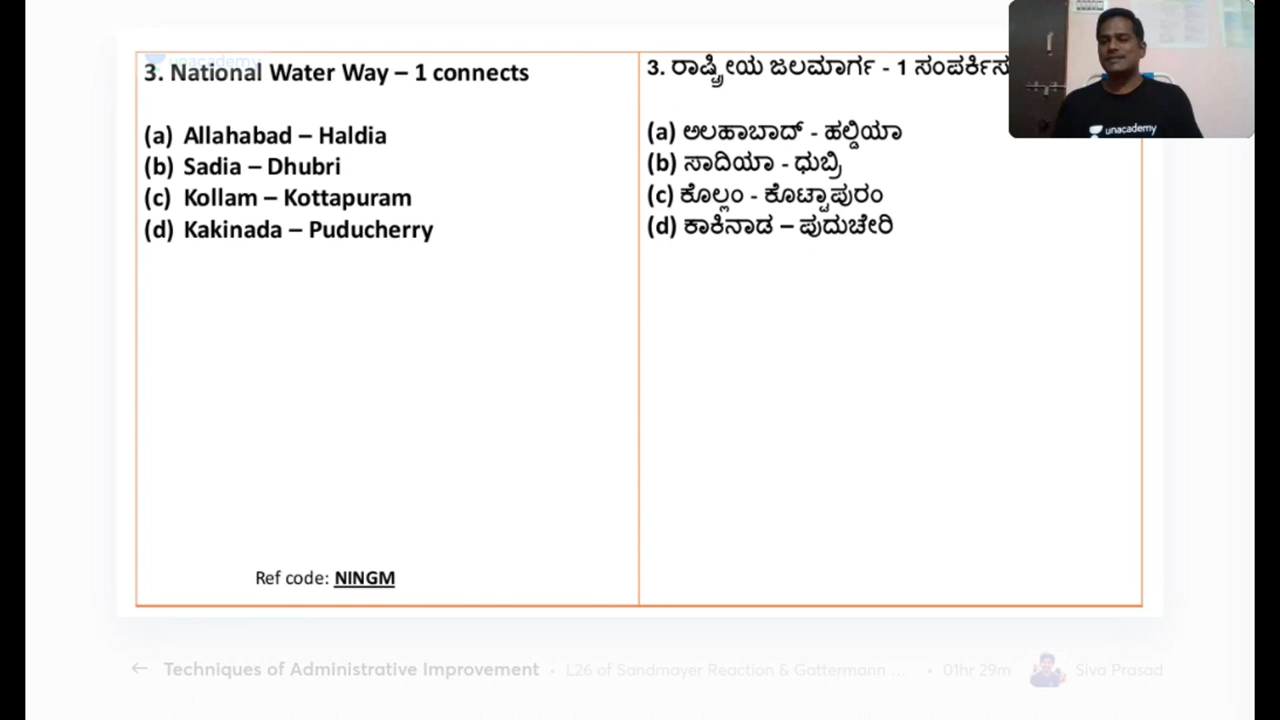 unacademy
3. National Water Way – 1 connects
(a) Allahabad – Haldia
(b) Sadia – Dhubri
(c) Kollam – Kottapuram
(d) Kakinada – Puducherry
Ref code: NINGM
3. ರಾಷ್ಟ್ರೀಯ ಜಲಮಾರ್ಗ - 1 ಸಂಪರ್ಕಿಸ
(a) ಅಲಹಾಬಾದ್ - ಹಲ್ಡಿಯಾ
(b) ಸಾದಿಯಾ - ಧುಬ್ರಿ
(c) ಕೊಲ್ಲಂ - ಕೊಟ್ಟಾಪುರಂ
(d) ಕಾಕಿನಾಡ – ಪುದುಚೇರಿ
unacademy
← Techniques of Administrative Improvement • L26 of Sandmayer Reaction & Gattermann ... • 01hr 29m Siva Prasad